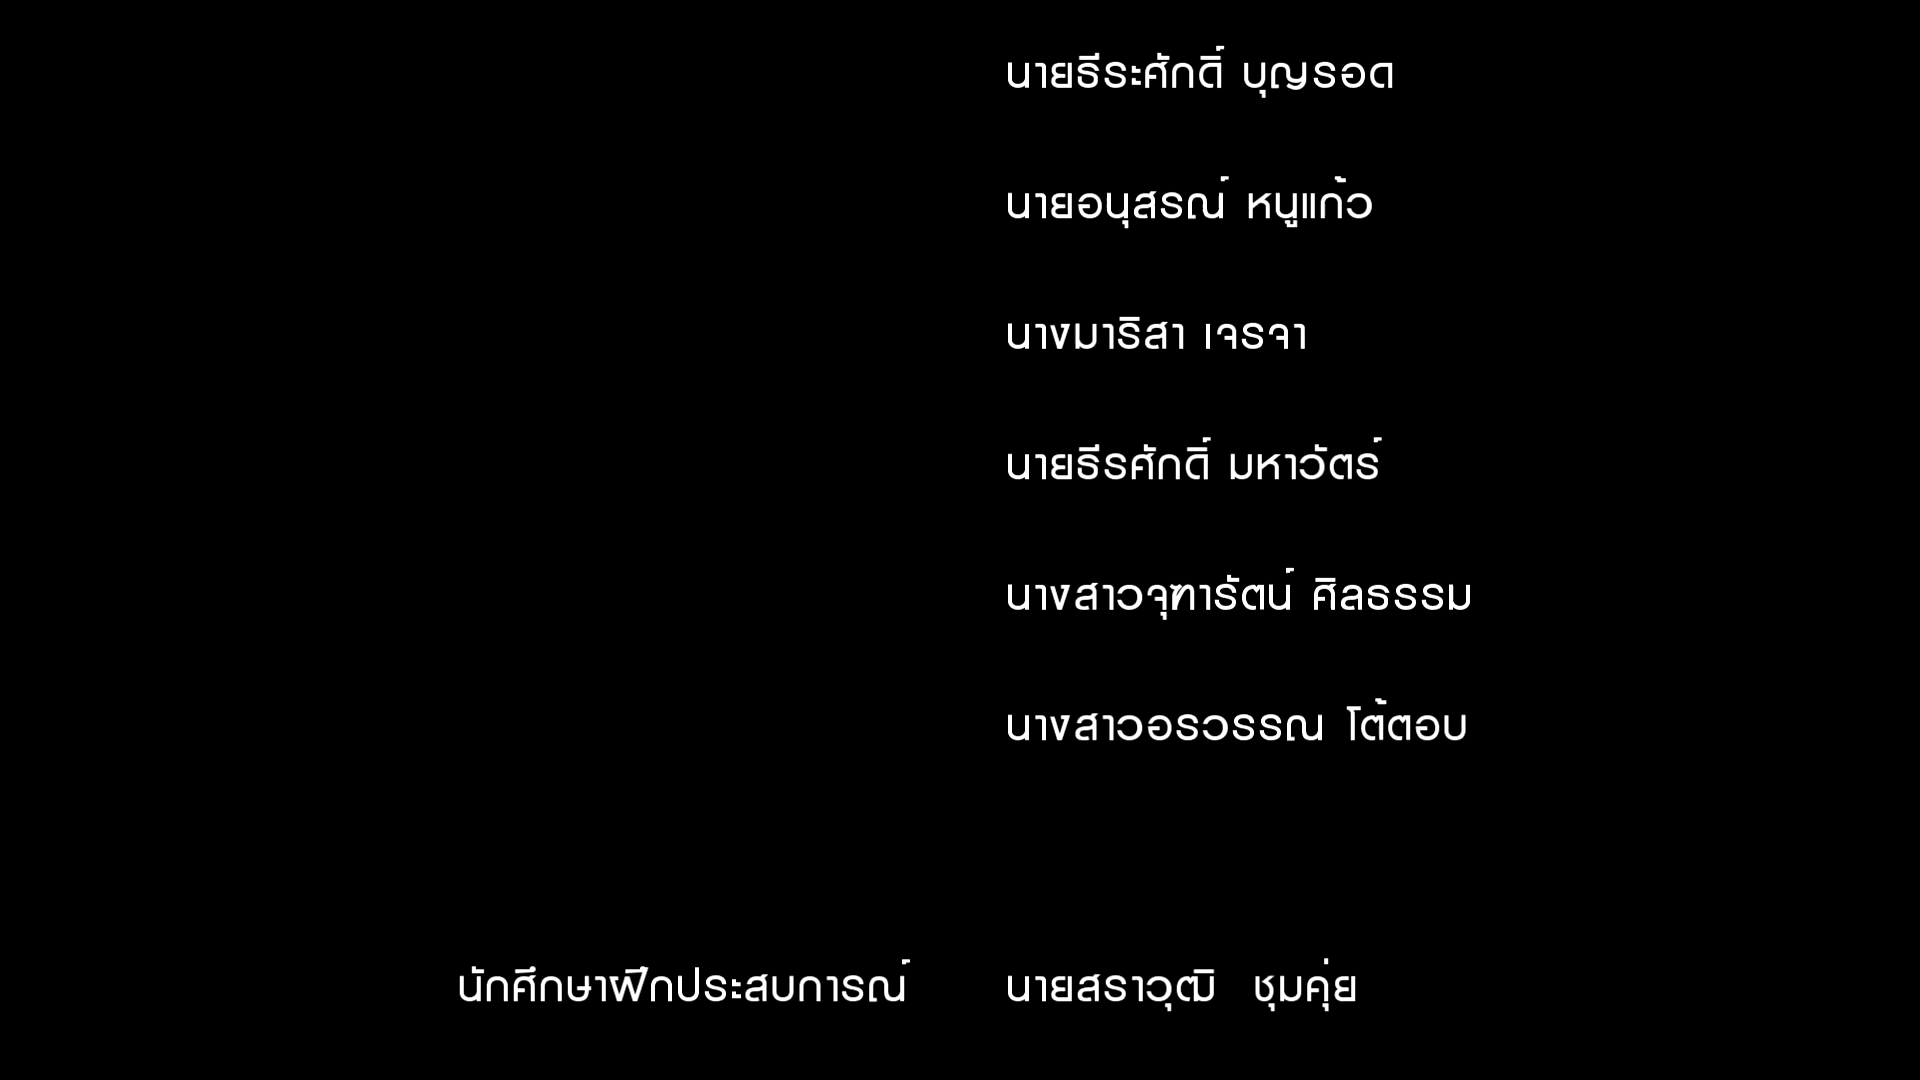 นายธีระศักดิ์ บุญรอด
นายอนุสรณ์ หนูแก้ว
นางมาริสา เจรจา
นายธีรศักดิ์ มหาวัตร์
นางสาวจุฑารัตน์ ศิลธรรม
นางสาวอรวรรณ โต้ตอบ
นักศึกษาฝึกประสบการณ์ นายสราวุฒิ ชุมคุ่ย